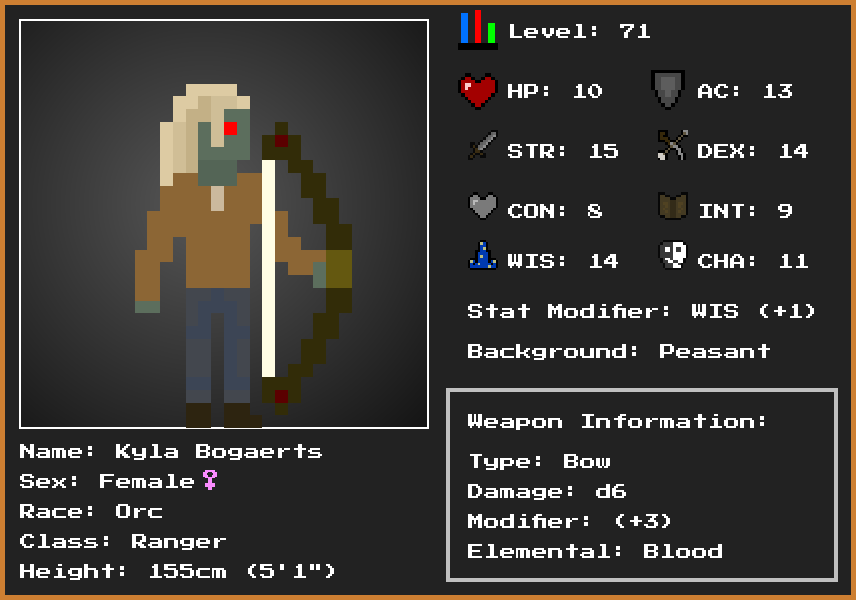 Level: 71
HP: 10 AC: 13
STR: 15 DEX: 14
CON: 8 INT: 9
WIS: 14 CHA: 11
Stat Modifier: WIS (+1)
Background: Peasant
Name: Kyla Bogaerts
Sex: Female♀
Race: Orc
Class: Ranger
Height: 155cm (5'1")
Weapon Information:
Type: Bow
Damage: d6
Modifier: (+3)
Elemental: Blood